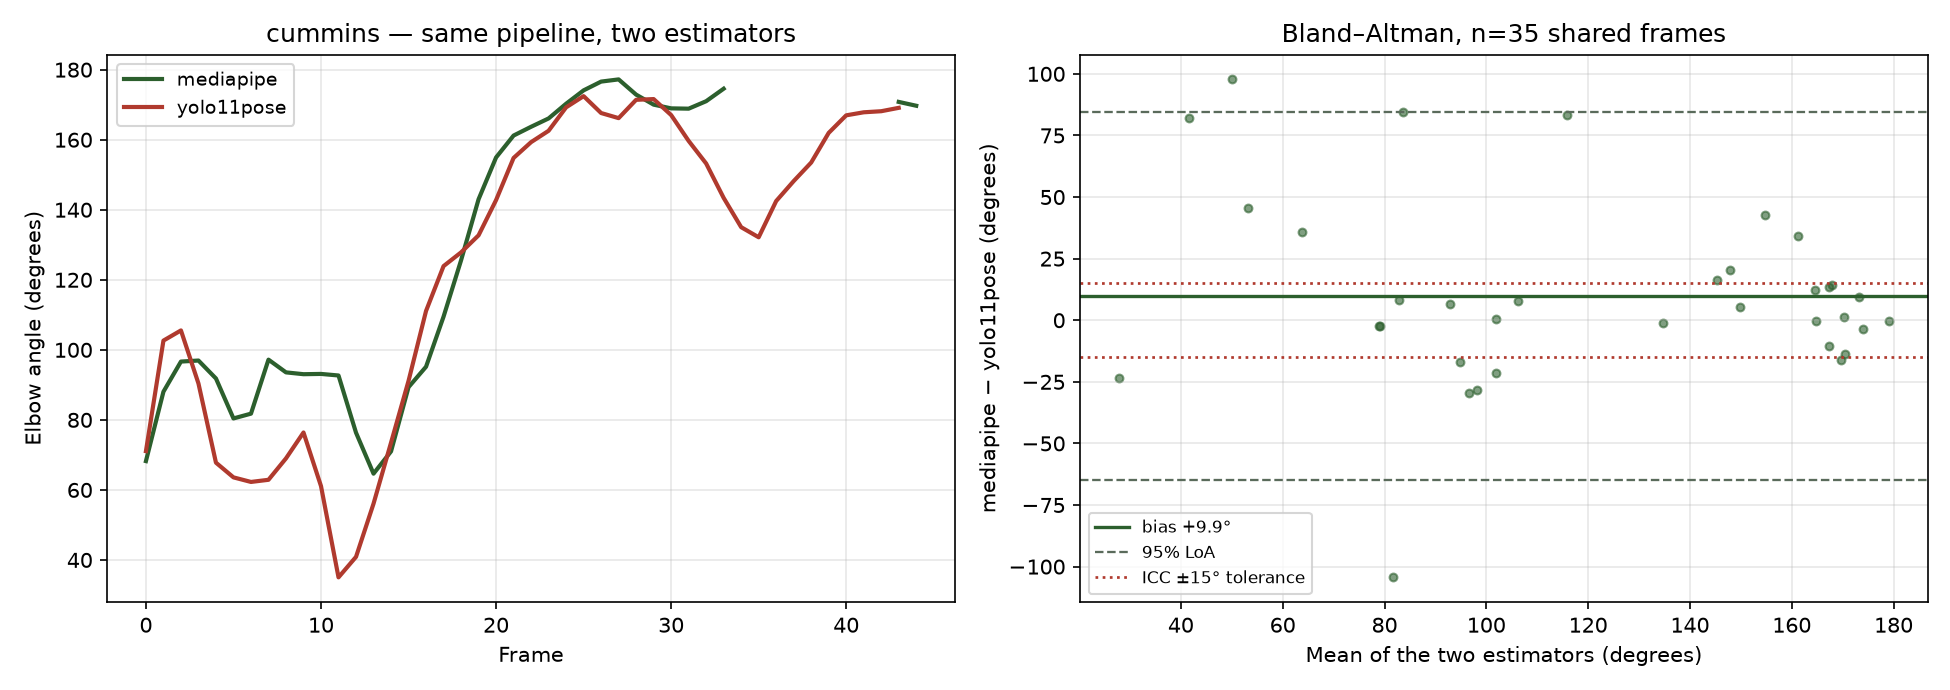 cummins — same pipeline, two estimators
mediapipe
yolo11pose
Elbow angle (degrees)
180
160
140
120
100
80
60
40
0 10 20 30 40
Frame
Bland–Altman, n=35 shared frames
mediapipe − yolo11pose (degrees)
100
75
50
25
0
−25
−50
−75
−100
bias +9.9°
95% LoA
ICC ±15° tolerance
40 60 80 100 120 140 160 180
Mean of the two estimators (degrees)